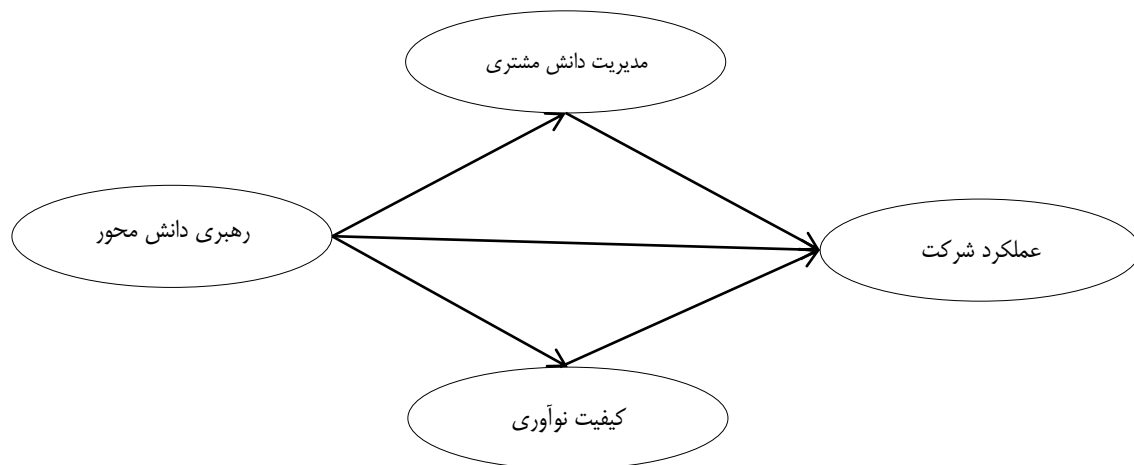 مدیریت دانش مشتری
رهبری دانش محور
عملکرد شرکت
کیفیت نوآوری